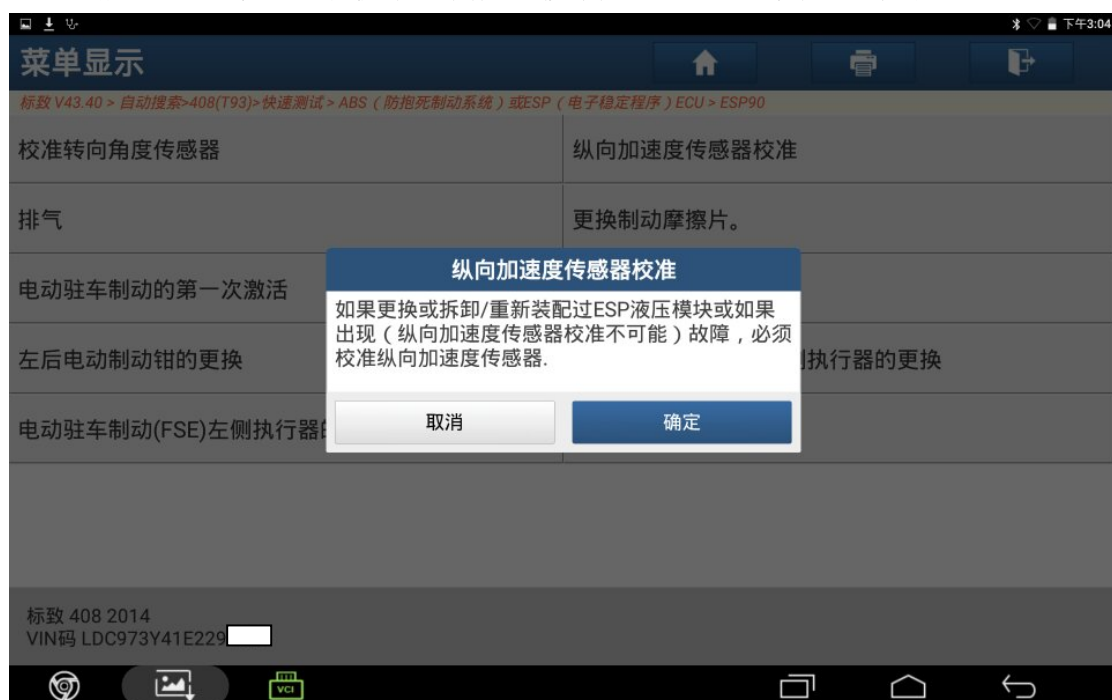 下午3:04
菜单显示
标致 V43.40 > 自动搜索>408(T93)>快速测试 > ABS（防抱死制动系统）或ESP（电子稳定程序）ECU > ESP90
校准转向角度传感器
纵向加速度传感器校准
排气
更换制动摩擦片。
电动驻车制动的第一次激活
纵向加速度传感器校准
如果更换或拆卸/重新装配过ESP液压模块或如果
出现（纵向加速度传感器校准不可能）故障，必须
校准纵向加速度传感器.
取消
确定
左后电动制动钳的更换
执行器的更换
电动驻车制动(FSE)左侧执行器
标致 408 2014
VIN码 LDC973Y41E229
VCI